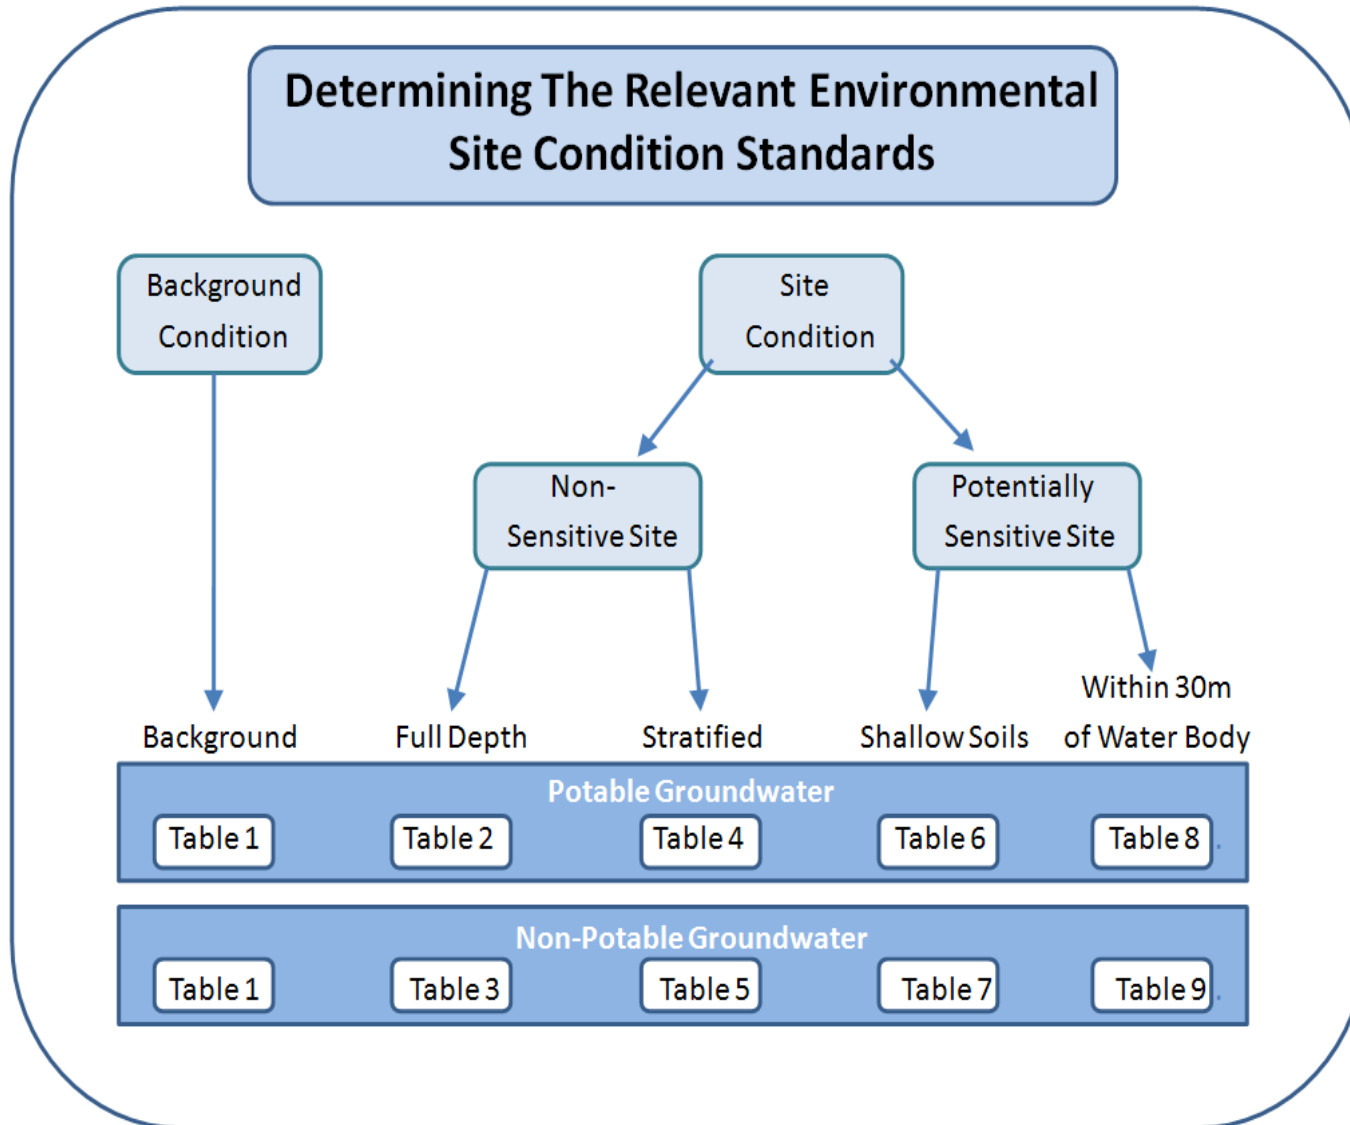 Determining The Relevant Environmental
Site Condition Standards
Background
Condition
Site
Condition
Non-
Sensitive Site
Potentially
Sensitive Site
Background
Full Depth
Stratified
Shallow Soils
Within 30m
of Water Body
Potable Groundwater
Table 1
Table 2
Table 4
Table 6
Table 8 .
Non-Potable Groundwater
Table 1
Table 3
Table 5
Table 7
Table 9 .